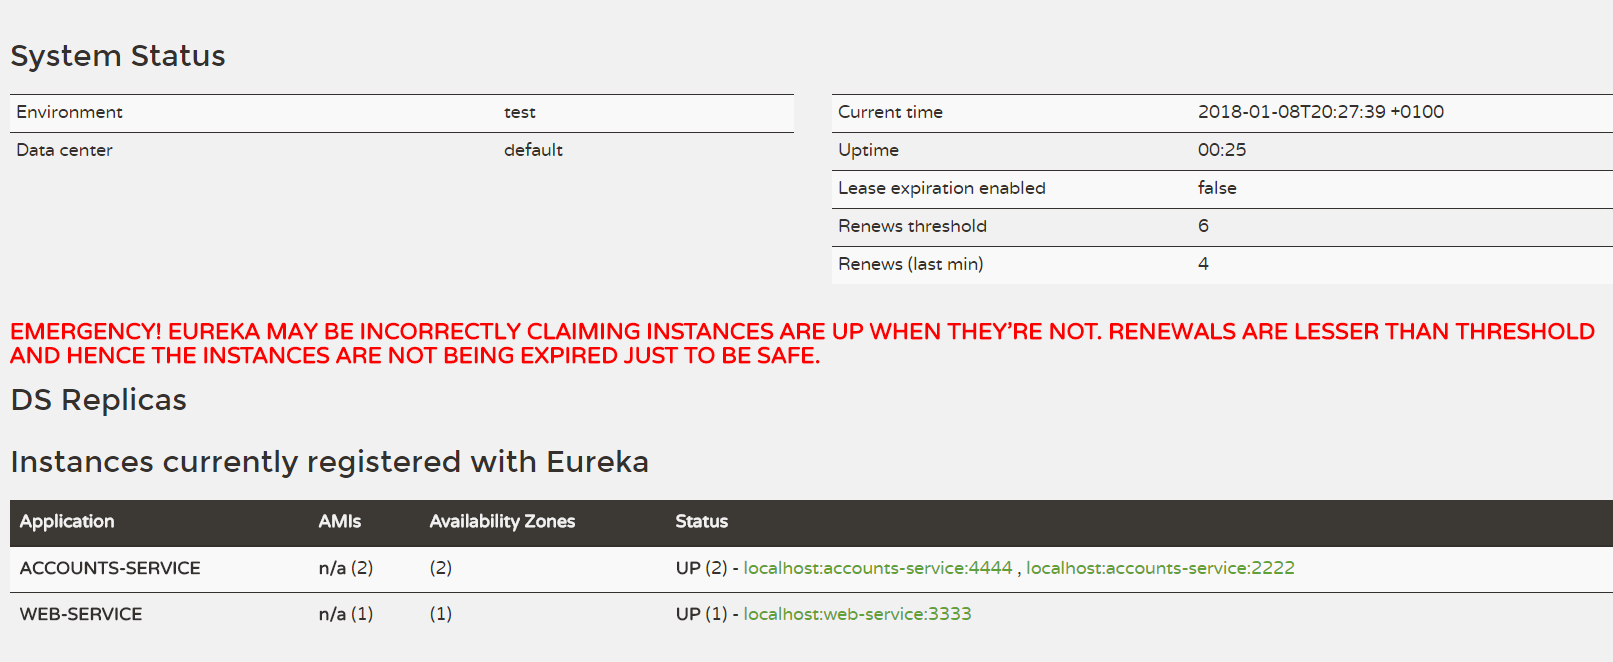 System Status
Environment test
Data center default
Current time 2018-01-08T20:27:39 +0100
Uptime 00:25
Lease expiration enabled false
Renews threshold 6
Renews (last min) 4
EMERGENCY! EUREKA MAY BE INCORRECTLY CLAIMING INSTANCES ARE UP WHEN THEY'RE NOT. RENEWALS ARE LESSER THAN THRESHOLD
AND HENCE THE INSTANCES ARE NOT BEING EXPIRED JUST TO BE SAFE.
DS Replicas
Instances currently registered with Eureka
Application AMIs Availability Zones Status
ACCOUNTS-SERVICE n/a (2) (2) UP (2) - localhost:accounts-service:4444 , localhost:accounts-service:2222
WEB-SERVICE n/a (1) (1) UP (1) - localhost:web-service:3333